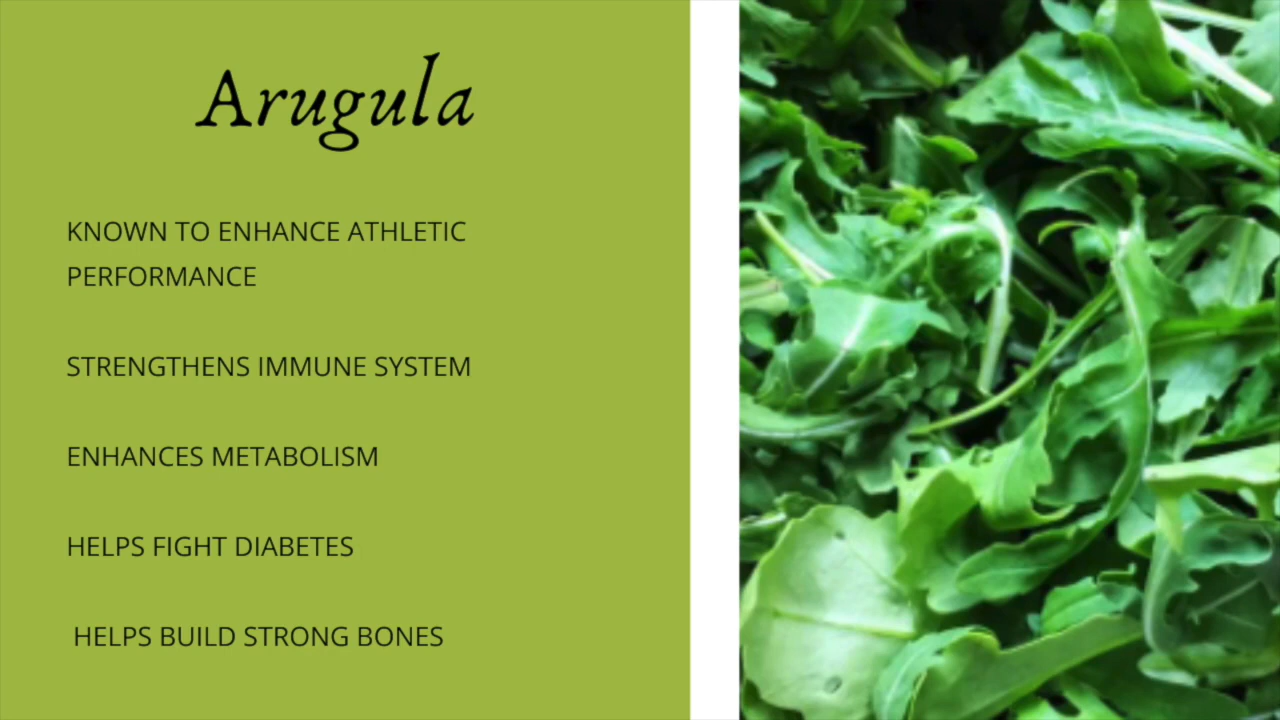 Arugula
KNOWN TO ENHANCE ATHLETIC
PERFORMANCE
STRENGTHENS IMMUNE SYSTEM
ENHANCES METABOLISM
HELPS FIGHT DIABETES
HELPS BUILD STRONG BONES